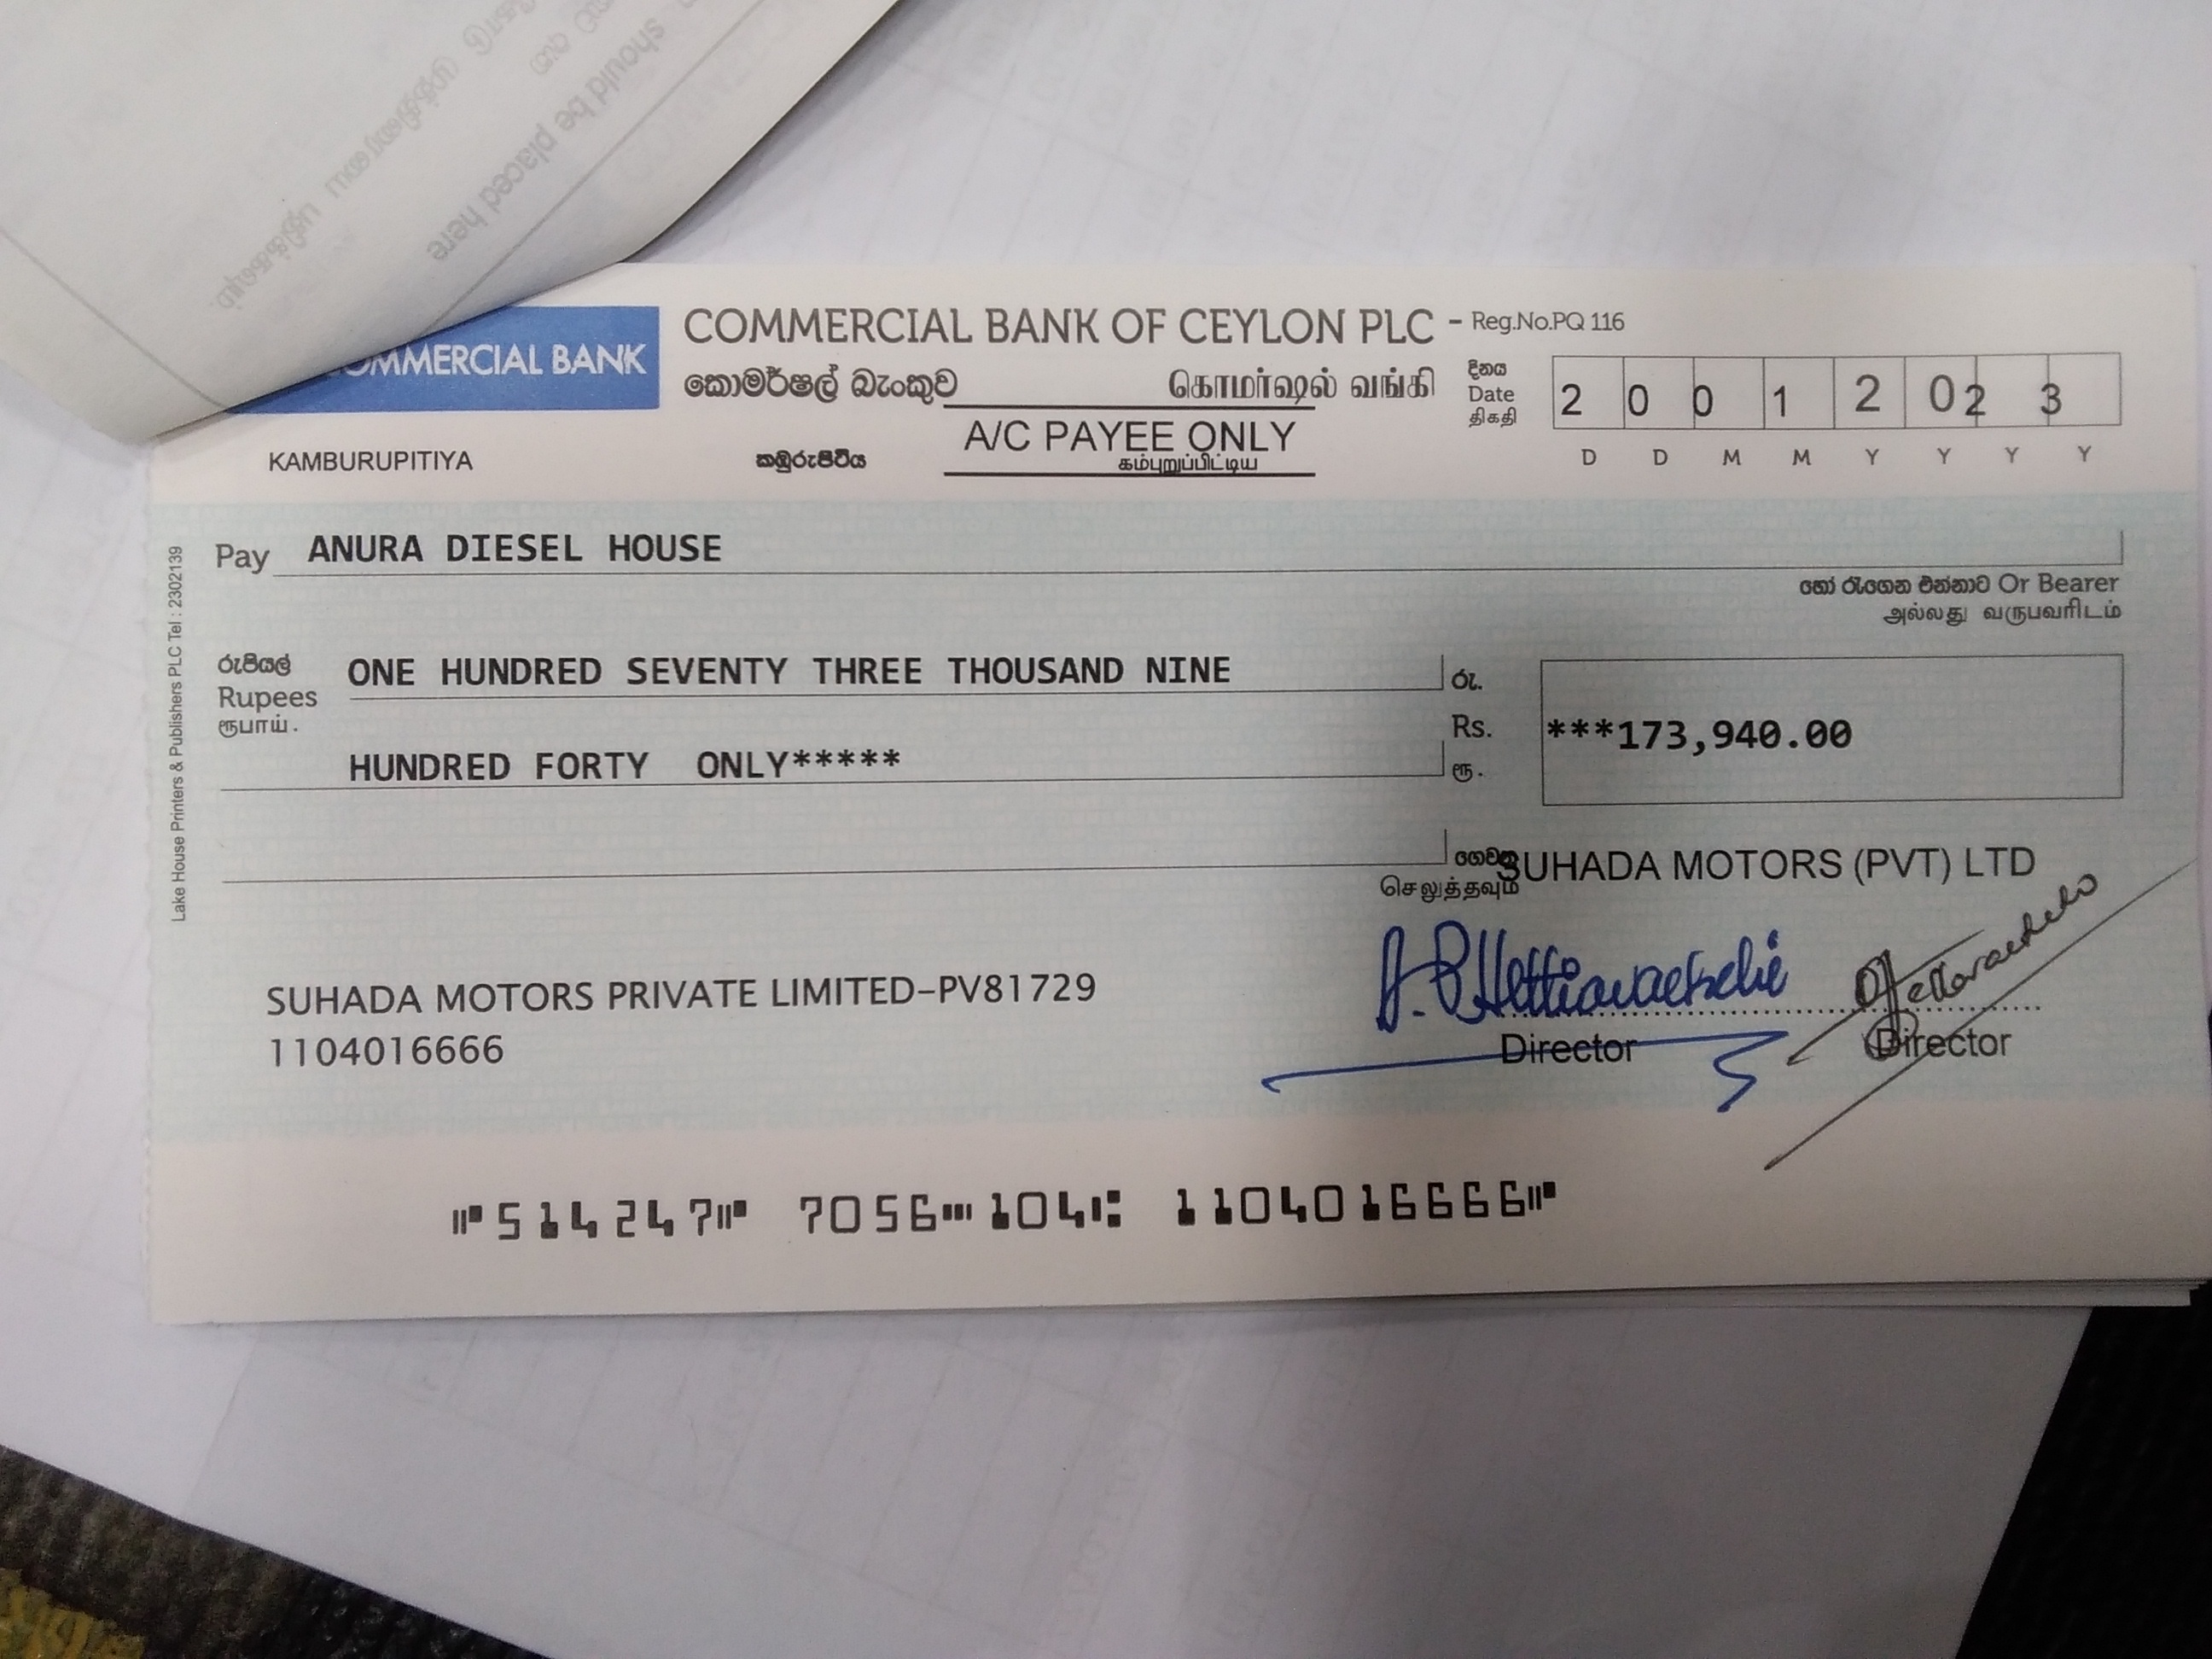 should be placed here
COMMERCIAL BANK
COMMERCIAL BANK OF CEYLON PLC - Reg.No.PQ 116
කොමර්ෂල් බැංකුව கொமர்ஷல் வங்கி
දිනය
Date
திகதி
2 0 0 1 2 0 2 3
D D M M Y Y Y Y
A/C PAYEE ONLY
KAMBURUPITIYA කඹුරුපිටිය கம்புறுப்பிட்டிய
Pay ANURA DIESEL HOUSE
හෝ රැගෙන එන්නාට Or Bearer
அல்லது வருபவரிடம்
රුපියල්
Rupees
ரூபாய்.
ONE HUNDRED SEVENTY THREE THOUSAND NINE
HUNDRED FORTY ONLY*****
රු.
Rs.
ரூ.
***173,940.00
செலுத்தவும்
SUHADA MOTORS (PVT) LTD
SUHADA MOTORS PRIVATE LIMITED-PV81729
1104016666
Director Director
⑈514247⑈ 7056⑉104⑆ 1104016666⑈
Lake House Printers & Publishers PLC Tel : 2302139